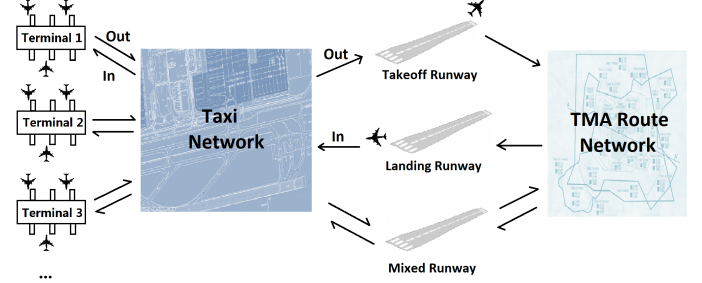 Terminal 1
Out
In
Terminal 2
Terminal 3
...
Taxi
Network
Out
Takeoff Runway
In
Landing Runway
Mixed Runway
TMA Route
Network